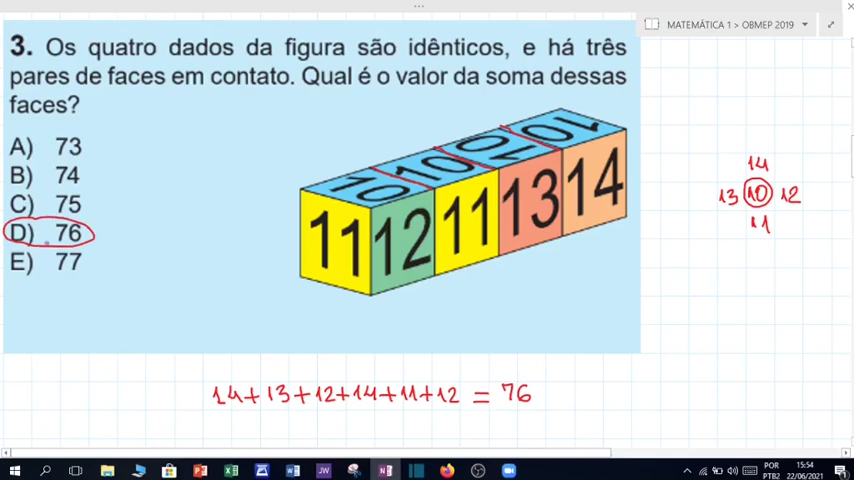 MATEMÁTICA 1 > OBMEP 2019
3. Os quatro dados da figura são idênticos, e há três
pares de faces em contato. Qual é o valor da soma dessas
faces?
A) 73
B) 74
C) 75
D) 76
E) 77
10 10 10 10
11 12 11 13 14
14
13 10 12
11
14+13+12+14+11+12 = 76
POR
PTB2
15:54
22/06/2021